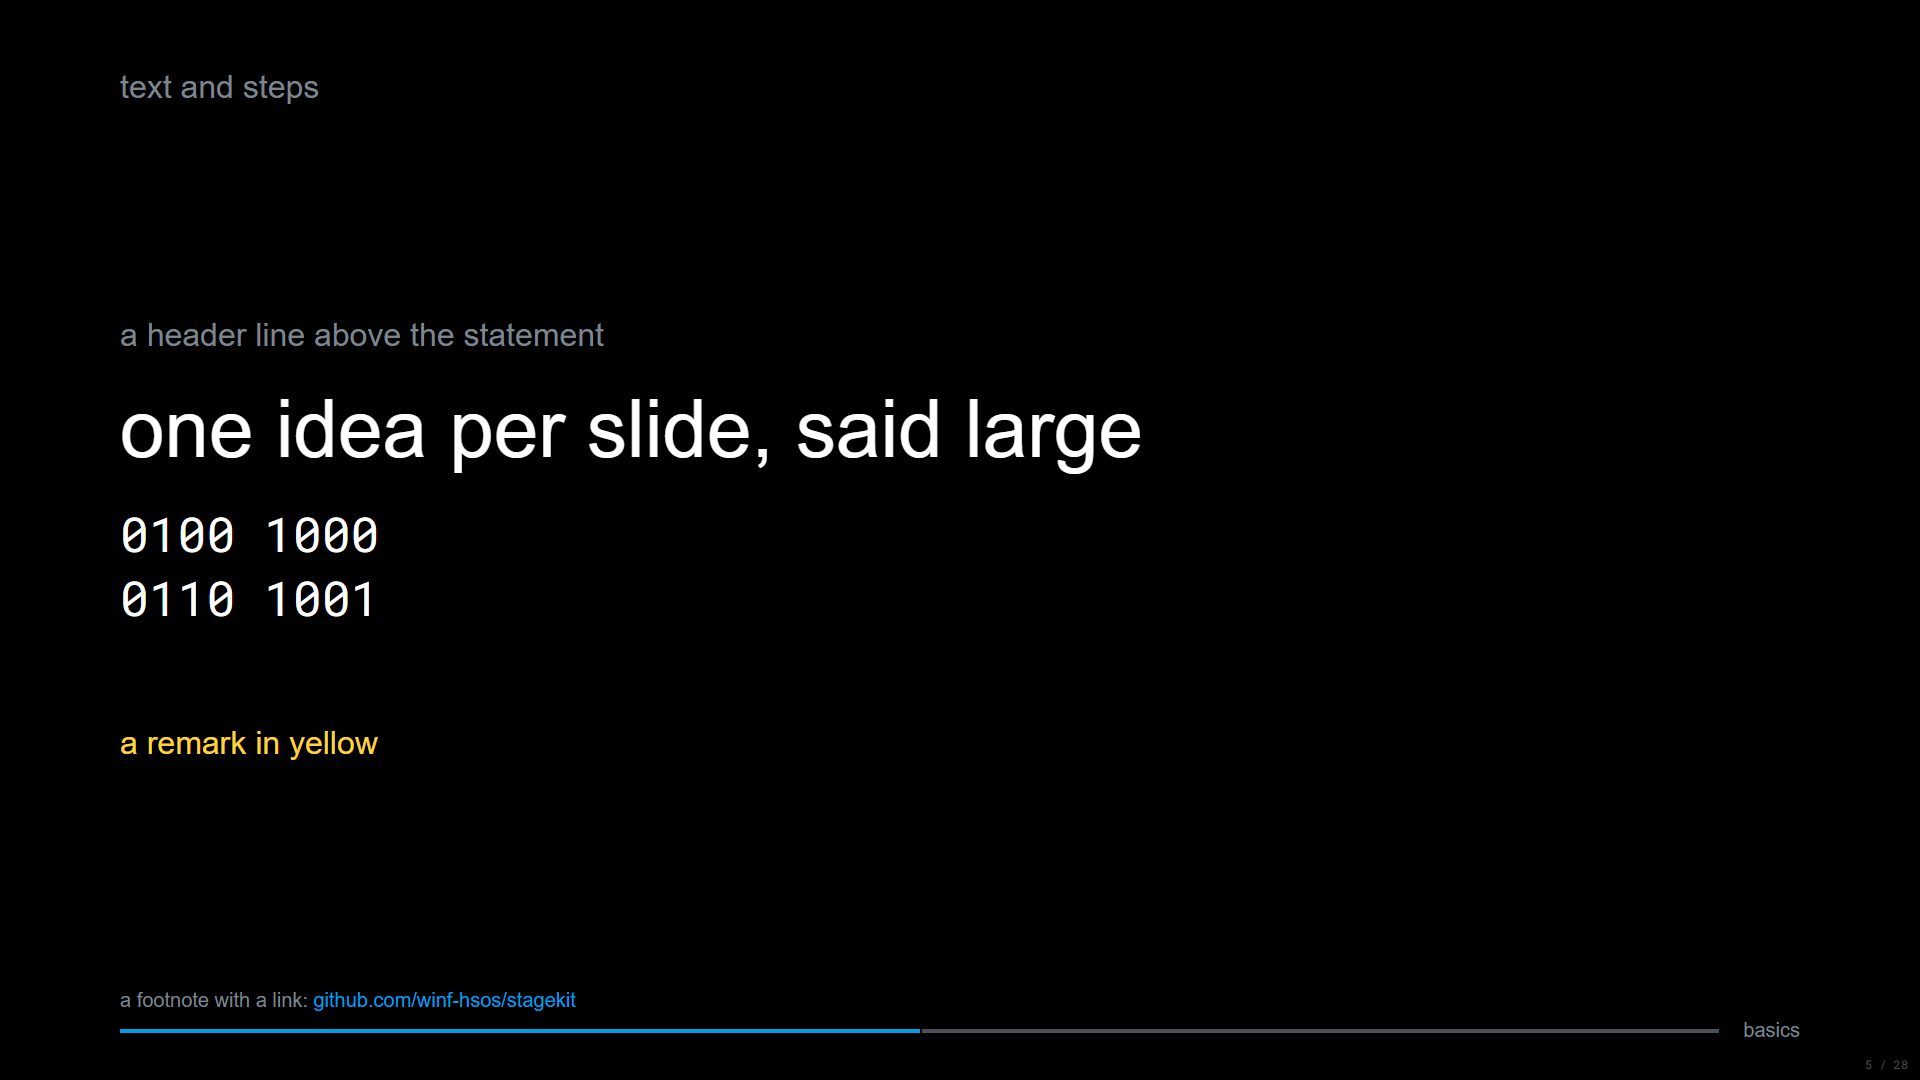 text and steps
a header line above the statement
one idea per slide, said large
0100 1000
0110 1001
a remark in yellow
a footnote with a link: github.com/winf-hsos/stagekit
basics
5 / 28